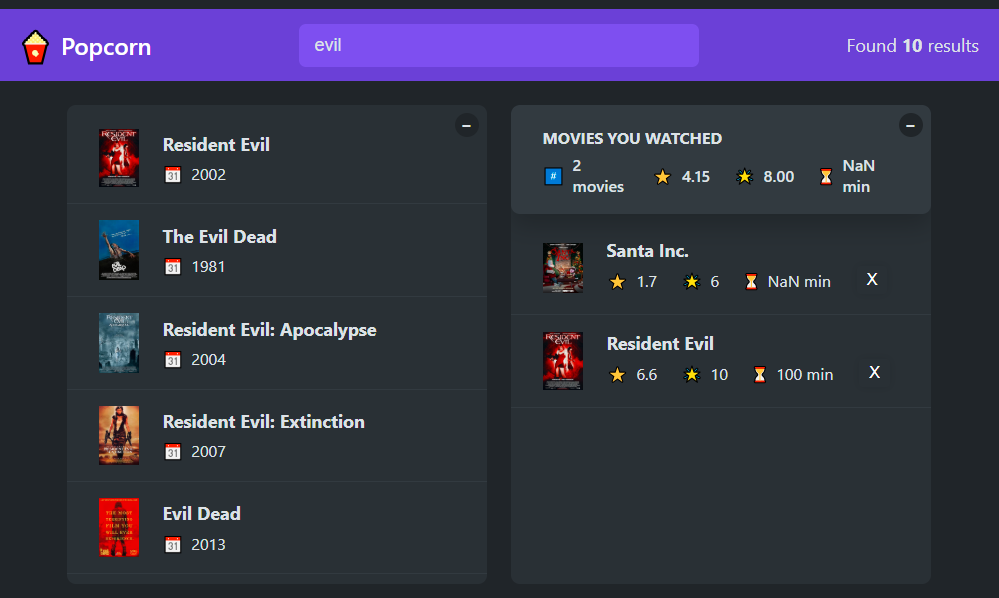 Popcorn
evil
Found 10 results
–
Resident Evil
31 2002
The Evil Dead
31 1981
Resident Evil: Apocalypse
31 2004
Resident Evil: Extinction
31 2007
Evil Dead
31 2013
–
MOVIES YOU WATCHED
# 2 movies
4.15
8.00
NaN min
Santa Inc.
1.7 6 NaN min X
RESIDENT EVIL
Resident Evil
6.6 10 100 min X